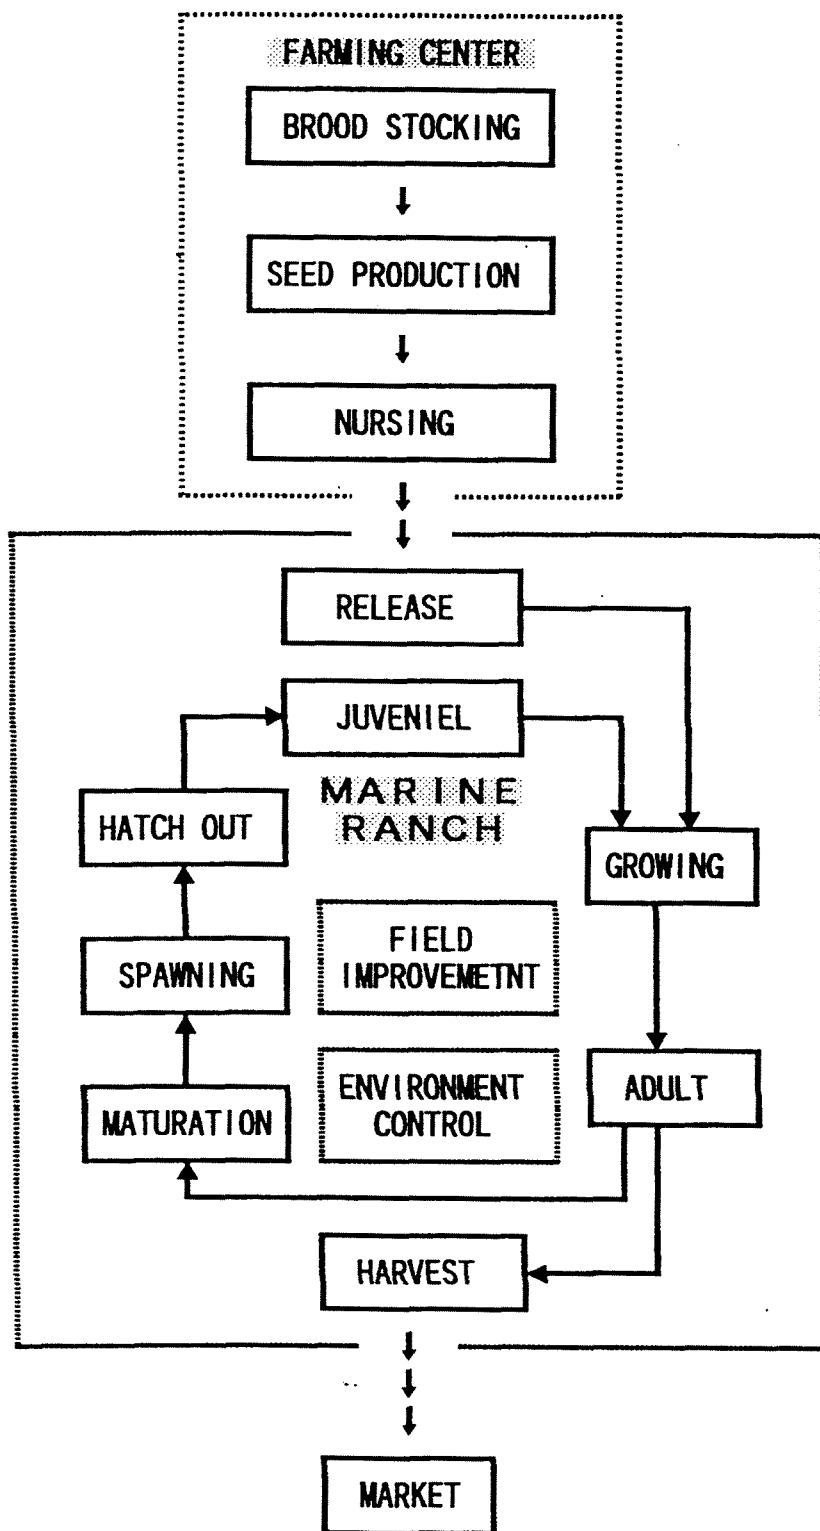 FARMING CENTER
BROOD STOCKING
SEED PRODUCTION
NURSING
RELEASE
JUVENIEL
MARINE
RANCH
HATCH OUT
GROWING
FIELD
IMPROVEMETNT
SPAWNING
ENVIRONMENT
CONTROL
ADULT
MATURATION
HARVEST
MARKET